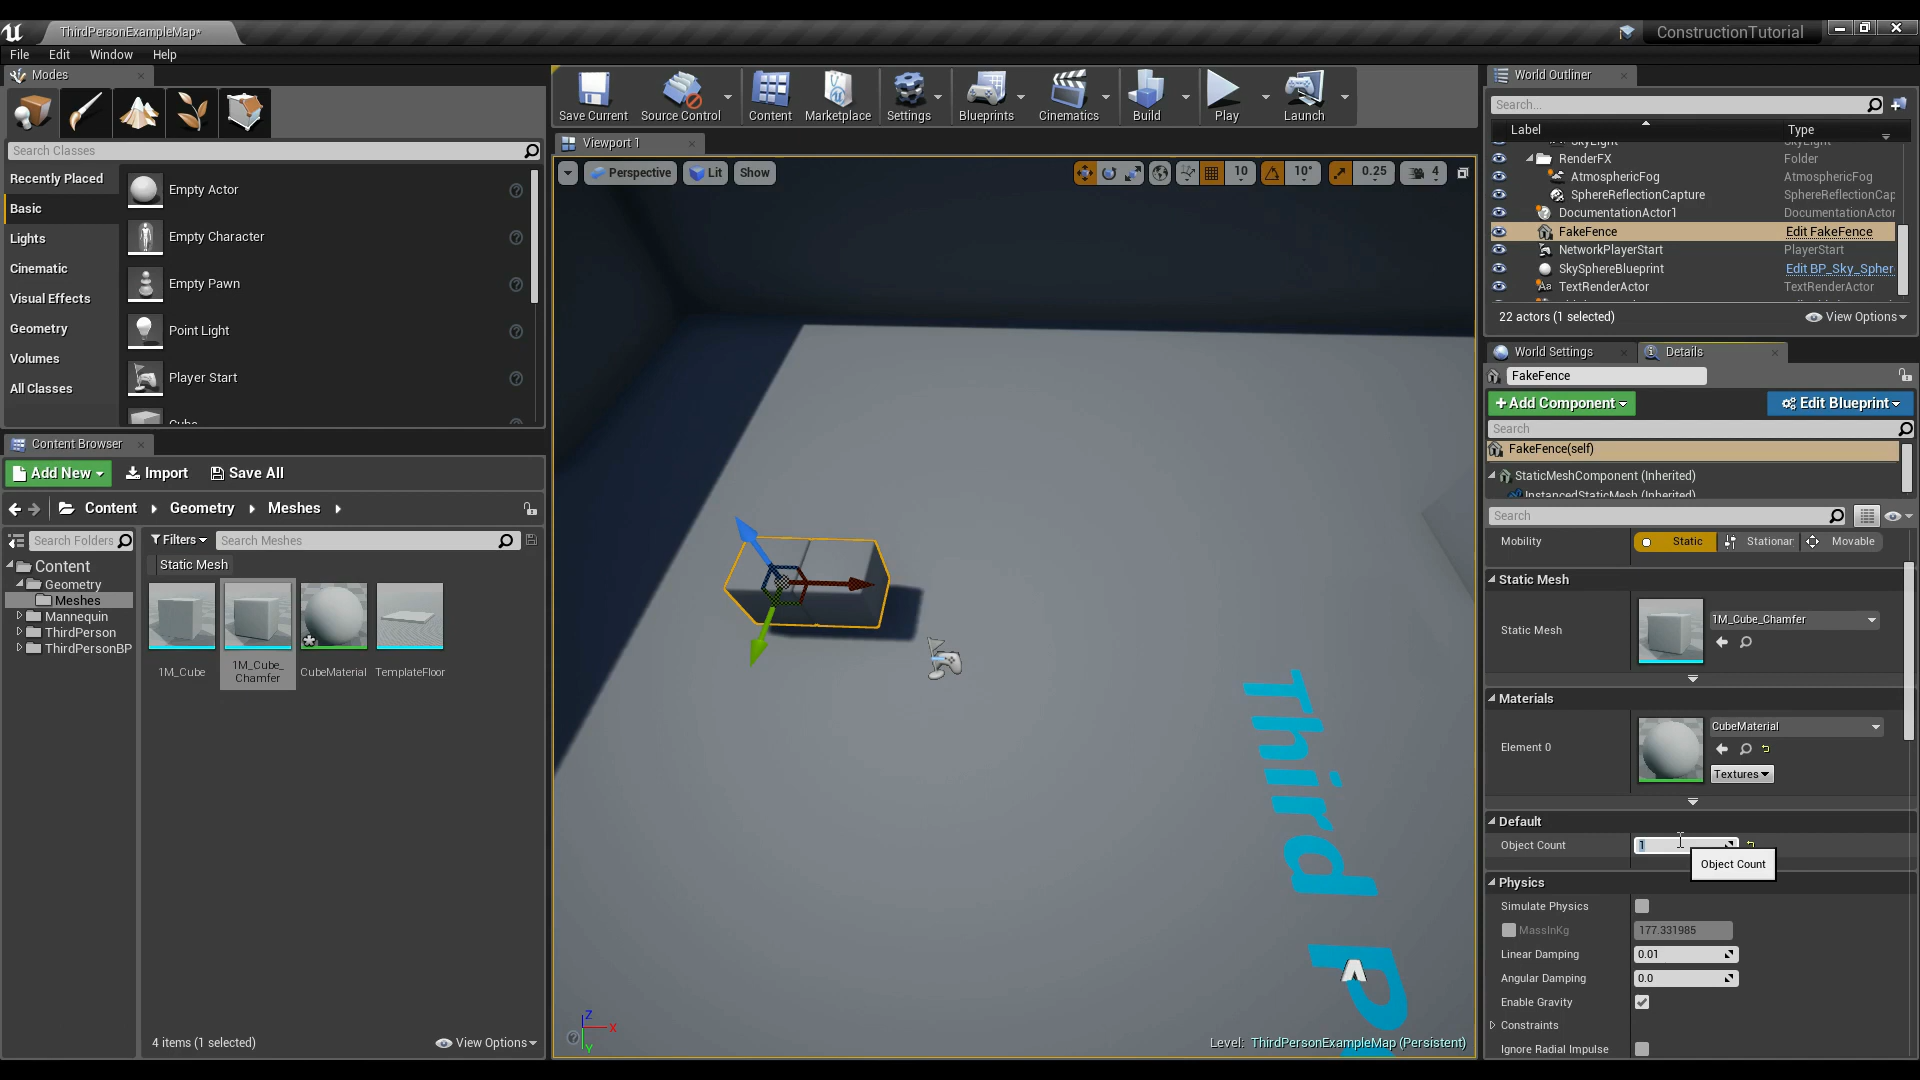 ThirdPersonExampleMap*
ConstructionTutorial
File Edit Window Help
Modes
Search Classes
Recently Placed
Basic
Lights
Cinematic
Visual Effects
Geometry
Volumes
All Classes
Empty Actor
Empty Character
Empty Pawn
Point Light
Player Start
Cube
Content Browser
Add New Import Save All
Content Geometry Meshes
Search Folders
Filters Search Meshes
Static Mesh
Content
Geometry
Meshes
Mannequin
ThirdPerson
ThirdPersonBP
1M_Cube
1M_Cube_
Chamfer
CubeMaterial
TemplateFloor
4 items (1 selected)
View Options
Save Current Source Control Content Marketplace Settings Blueprints Cinematics Build Play Launch
Viewport 1
Perspective Lit Show
10 10° 0.25 4
Third P
Z
X
Y
Level: ThirdPersonExampleMap (Persistent)
World Outliner
Search...
Label Type
SkyLight
RenderFX Folder
AtmosphericFog AtmosphericFog
SphereReflectionCapture SphereReflectionCap
DocumentationActor1 DocumentationActor
FakeFence Edit FakeFence
NetworkPlayerStart PlayerStart
SkySphereBlueprint Edit BP_Sky_Spher
TextRenderActor TextRenderActor
22 actors (1 selected) View Options
World Settings Details
FakeFence
+Add Component Edit Blueprint
Search
FakeFence(self)
StaticMeshComponent (Inherited)
InstancedStaticMesh (Inherited)
Search
Mobility Static Stationar Movable
Static Mesh
Static Mesh 1M_Cube_Chamfer
Materials
Element 0 CubeMaterial
Textures
Default
Object Count 1
Object Count
Physics
Simulate Physics
MassInKg 177.331985
Linear Damping 0.01
Angular Damping 0.0
Enable Gravity
Constraints
Ignore Radial Impulse